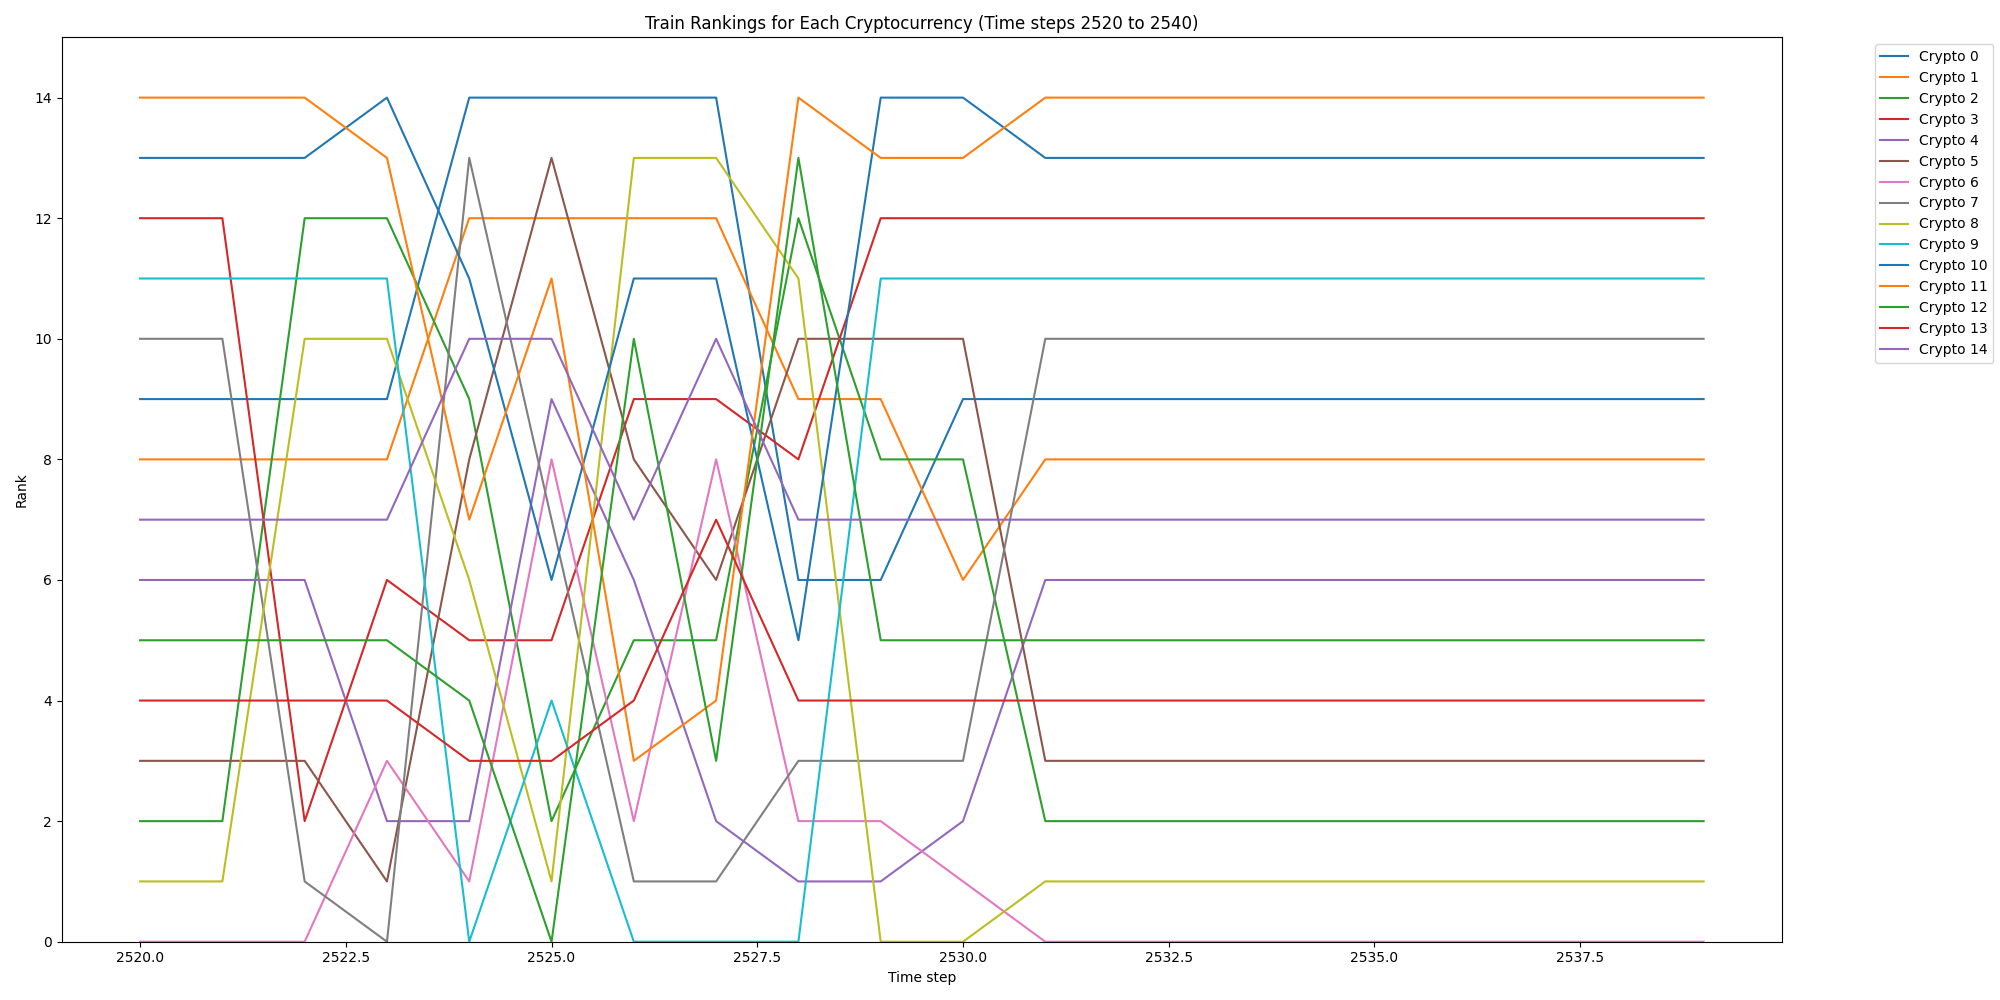 Train Rankings for Each Cryptocurrency (Time steps 2520 to 2540)
Crypto 0
Crypto 1
Crypto 2
Crypto 3
Crypto 4
Crypto 5
Crypto 6
Crypto 7
Crypto 8
Crypto 9
Crypto 10
Crypto 11
Crypto 12
Crypto 13
Crypto 14
Rank
14
12
10
8
6
4
2
0
2520.0 2522.5 2525.0 2527.5 2530.0 2532.5 2535.0 2537.5
Time step